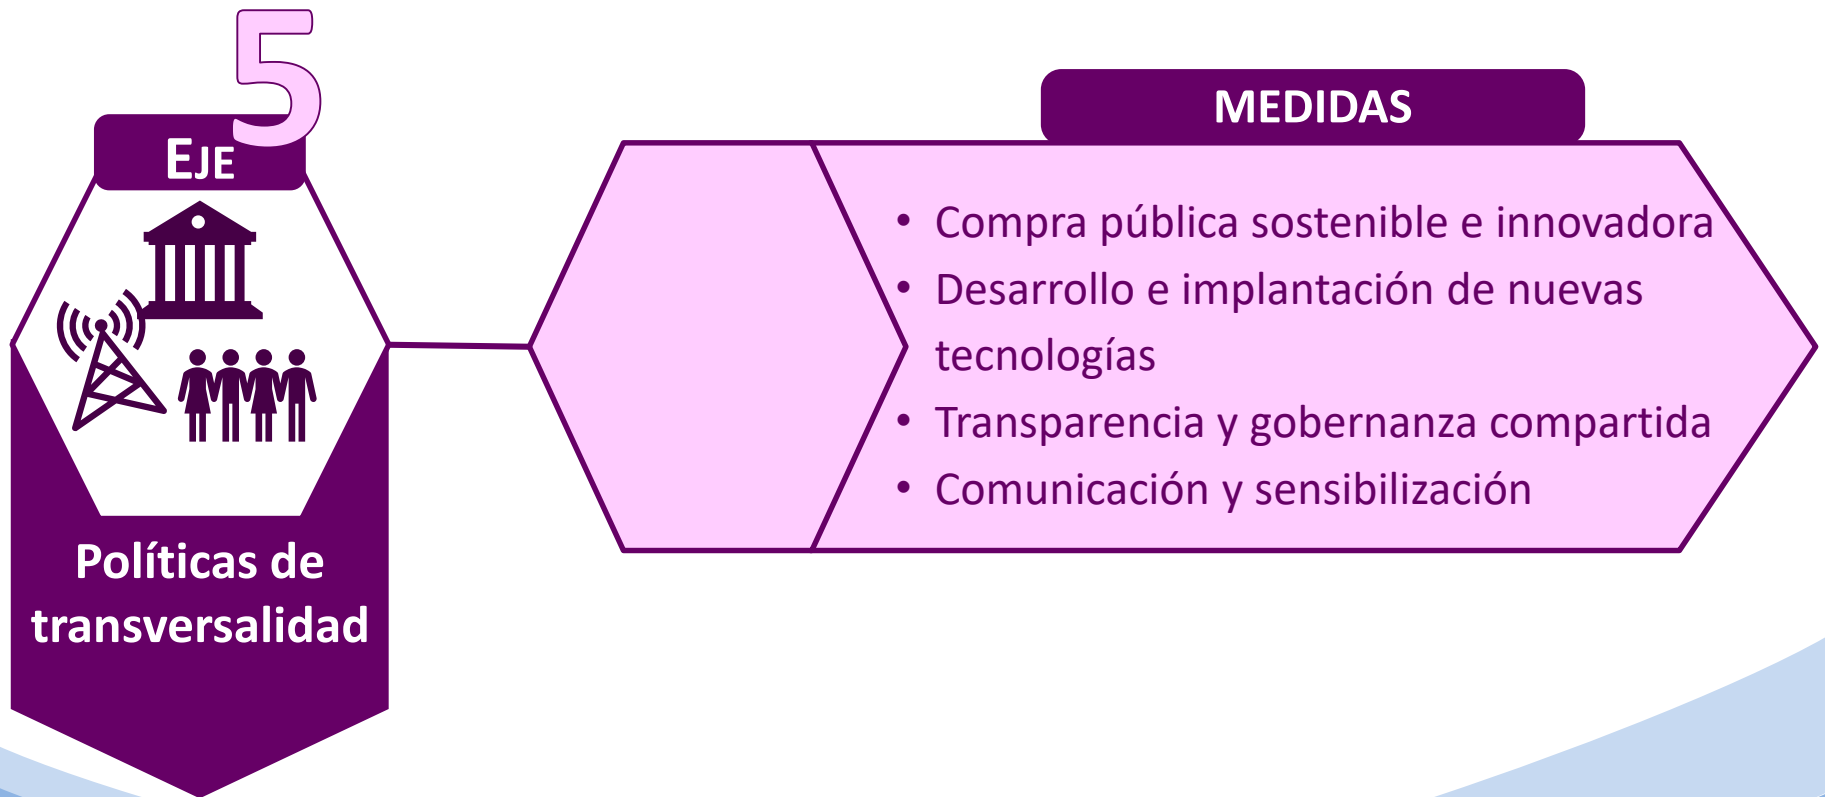 5
EJE
Políticas de
transversalidad
MEDIDAS
• Compra pública sostenible e innovadora
• Desarrollo e implantación de nuevas
tecnologías
• Transparencia y gobernanza compartida
• Comunicación y sensibilización